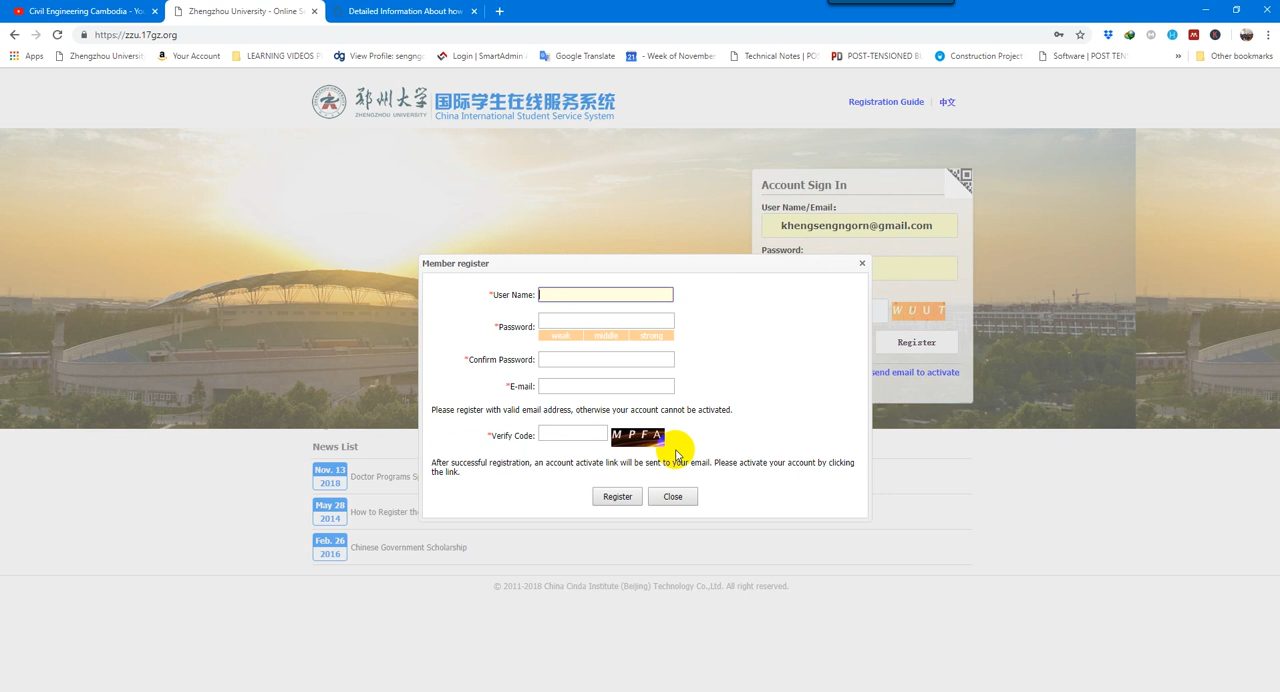 Civil Engineering Cambodia - Yo
Zhengzhou University - Online S
Detailed Information About how
https://zzu.17gz.org
Apps
Zhengzhou University
Your Account
LEARNING VIDEOS P
View Profile: sengngo
Login | SmartAdmin
Google Translate
- Week of November
Technical Notes | PO
POST-TENSIONED BU
Construction Project
Software | POST TEN
»
Other bookmarks
郑州大学
ZHENGZHOU UNIVERSITY
国际学生在线服务系统
China International Student Service System
Registration Guide | 中文
Account Sign In
User Name/Email:
khengsengngorn@gmail.com
Password:
W U U T
Register
send email to activate
Member register
*User Name:
*Password:
weak middle strong
*Confirm Password:
*E-mail:
Please register with valid email address, otherwise your account cannot be activated.
*Verify Code:
M P F A
After successful registration, an account activate link will be sent to your email. Please activate your account by clicking
the link.
Register Close
News List
Nov. 13
2018
Doctor Programs S
May 28
2014
How to Register the
Feb. 26
2016
Chinese Government Scholarship
© 2011-2018 China Cinda Institute (Beijing) Technology Co.,Ltd. All right reserved.